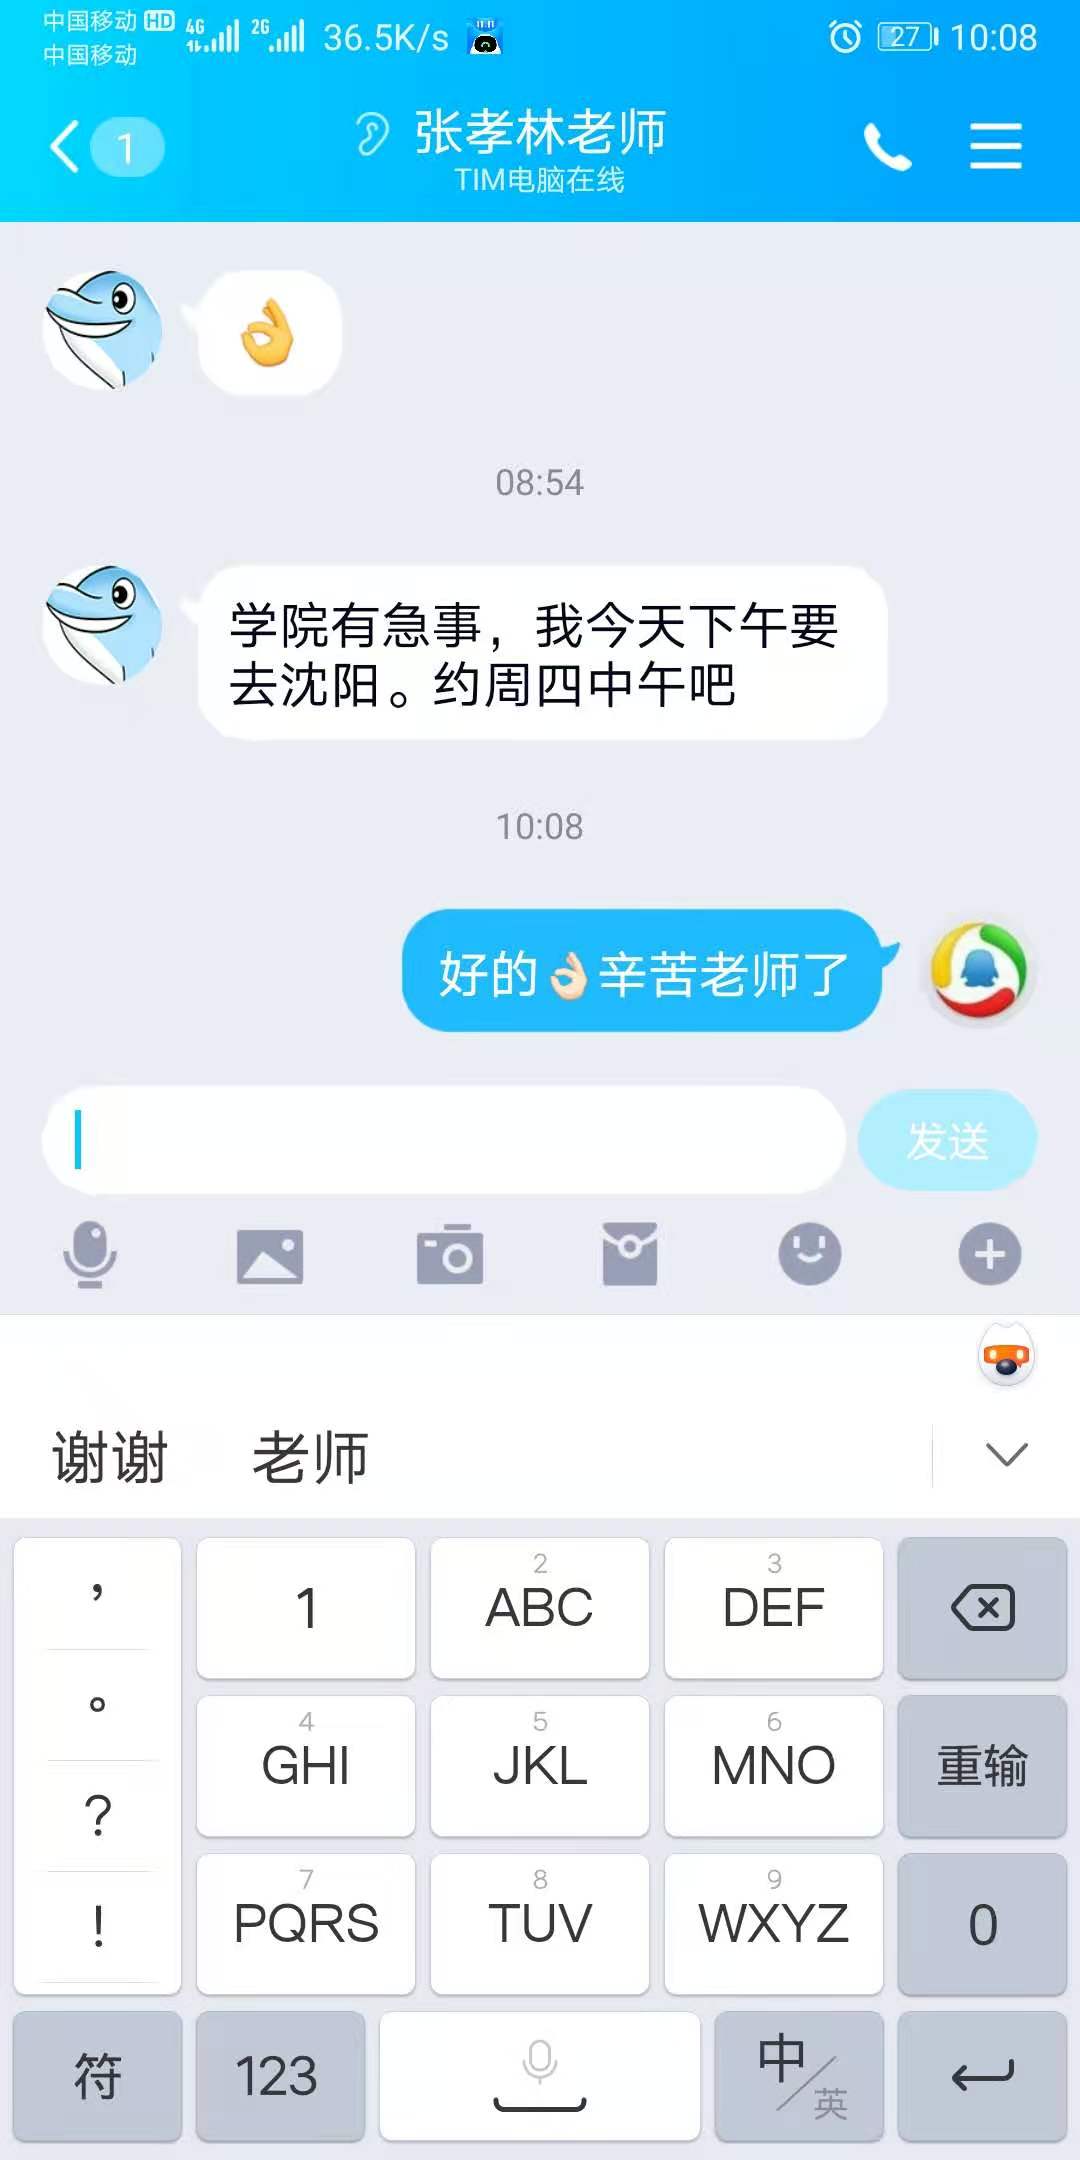 中国移动 HD 4G 2G 36.5K/s 11.11 27 10:08
中国移动
1 张孝林老师
TIM电脑在线
08:54
学院有急事，我今天下午要
去沈阳。约周四中午吧
10:08
好的👌🏻辛苦老师了
发送
谢谢 老师
， 1 2 ABC 3 DEF
。 4 GHI 5 JKL 6 MNO 重输
? 7 PQRS 8 TUV 9 WXYZ 0
!
符 123 中/英